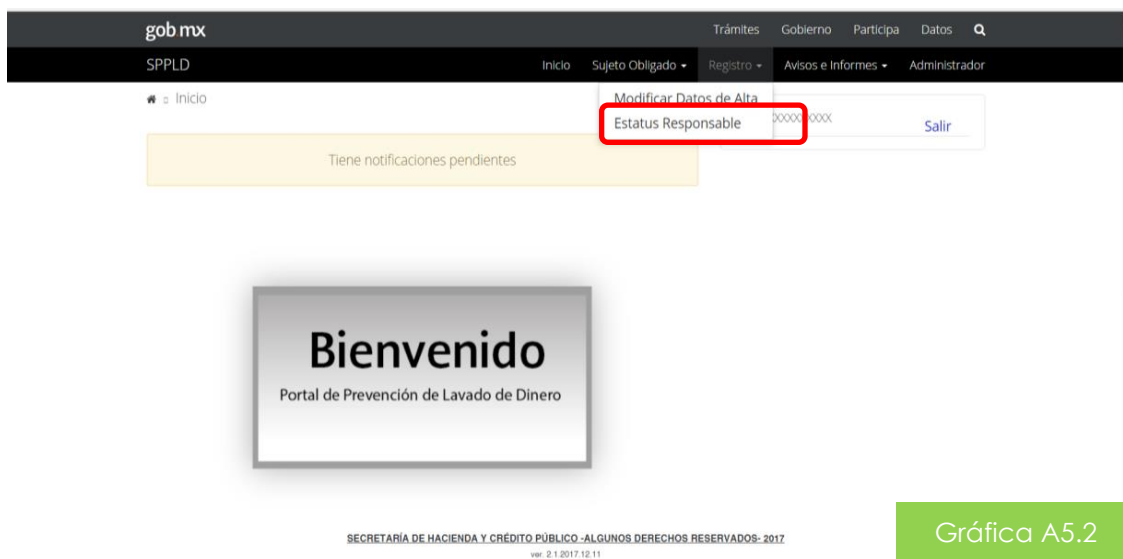 gob.mx Trámites Gobierno Participa Datos
SPPLD Inicio Sujeto Obligado Registro Avisos e Informes Administrador
Inicio
Modificar Datos de Alta
Estatus Responsable
Salir
Tiene notificaciones pendientes
Bienvenido
Portal de Prevención de Lavado de Dinero
SECRETARÍA DE HACIENDA Y CRÉDITO PÚBLICO -ALGUNOS DERECHOS RESERVADOS- 2017
ver. 2.1.2017.12.11
Gráfica A5.2